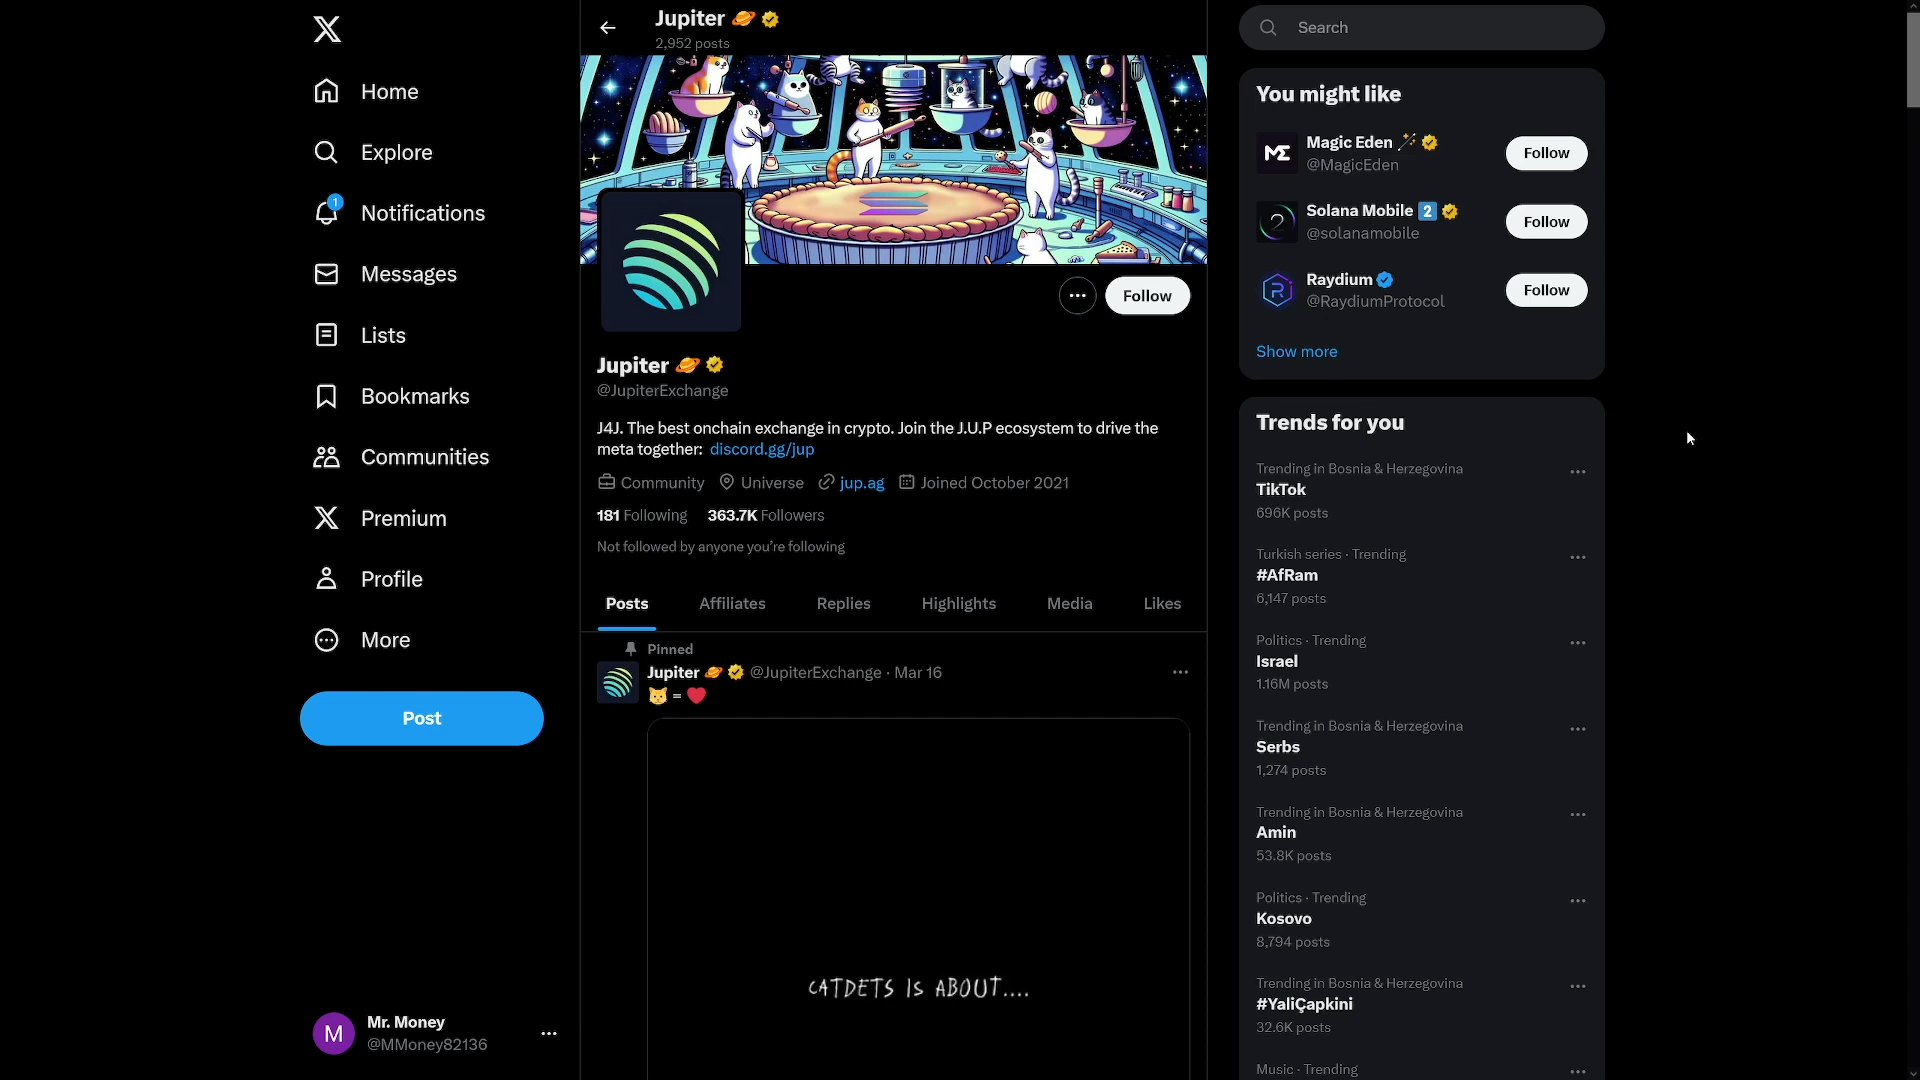 Home
Explore
1
Notifications
Messages
Lists
Bookmarks
Communities
Premium
Profile
More
Post
M
Mr. Money
@MMoney82136
Jupiter 🪐
2,952 posts
Follow
Jupiter 🪐
@JupiterExchange
J4J. The best onchain exchange in crypto. Join the J.U.P ecosystem to drive the
meta together: discord.gg/jup
Community Universe jup.ag Joined October 2021
181 Following 363.7K Followers
Not followed by anyone you're following
Posts Affiliates Replies Highlights Media Likes
Pinned
Jupiter 🪐 @JupiterExchange · Mar 16
🐱 = ❤️
CATDETS IS ABOUT....
Search
You might like
ME
Magic Eden
@MagicEden
Follow
2
Solana Mobile 2
@solanamobile
Follow
R
Raydium
@RaydiumProtocol
Follow
Show more
Trends for you
Trending in Bosnia & Herzegovina
TikTok
696K posts
Turkish series · Trending
#AfRam
6,147 posts
Politics · Trending
Israel
1.16M posts
Trending in Bosnia & Herzegovina
Serbs
1,274 posts
Trending in Bosnia & Herzegovina
Amin
53.8K posts
Politics · Trending
Kosovo
8,794 posts
Trending in Bosnia & Herzegovina
#YaliÇapkini
32.6K posts
Music · Trending